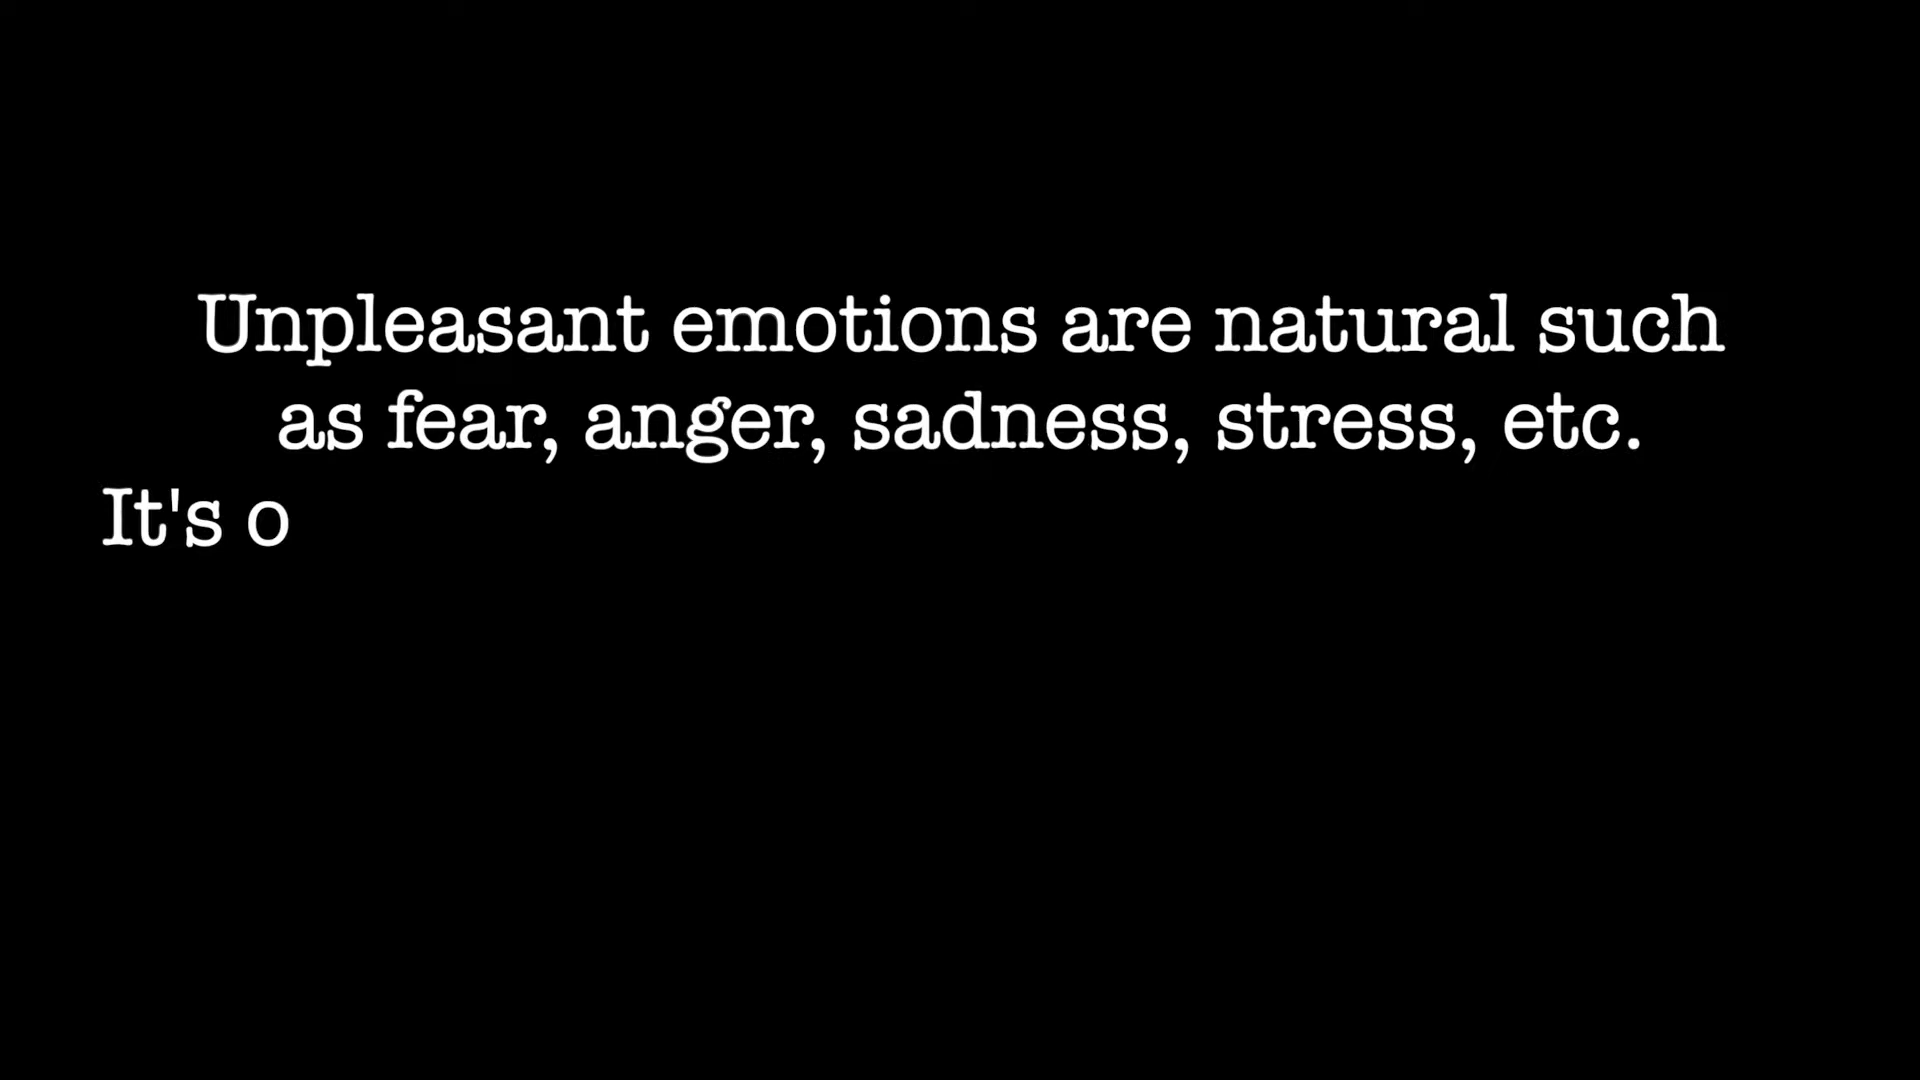 Unpleasant emotions are natural such
as fear, anger, sadness, stress, etc.
It's o